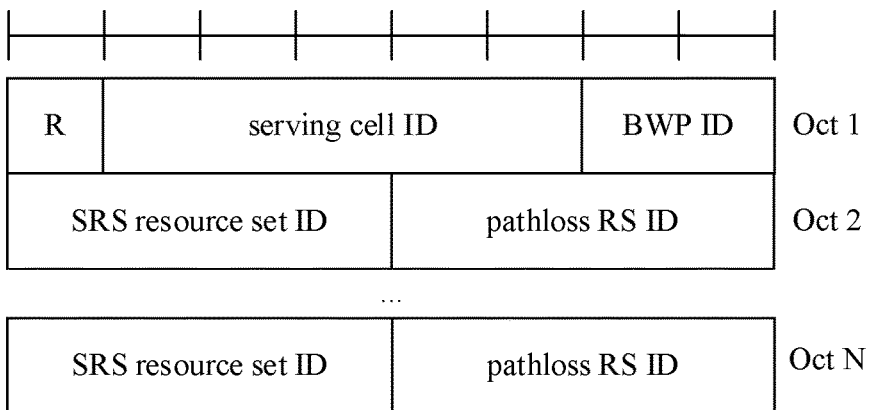 R serving cell ID BWP ID Oct 1
SRS resource set ID pathloss RS ID Oct 2
...
SRS resource set ID pathloss RS ID Oct N